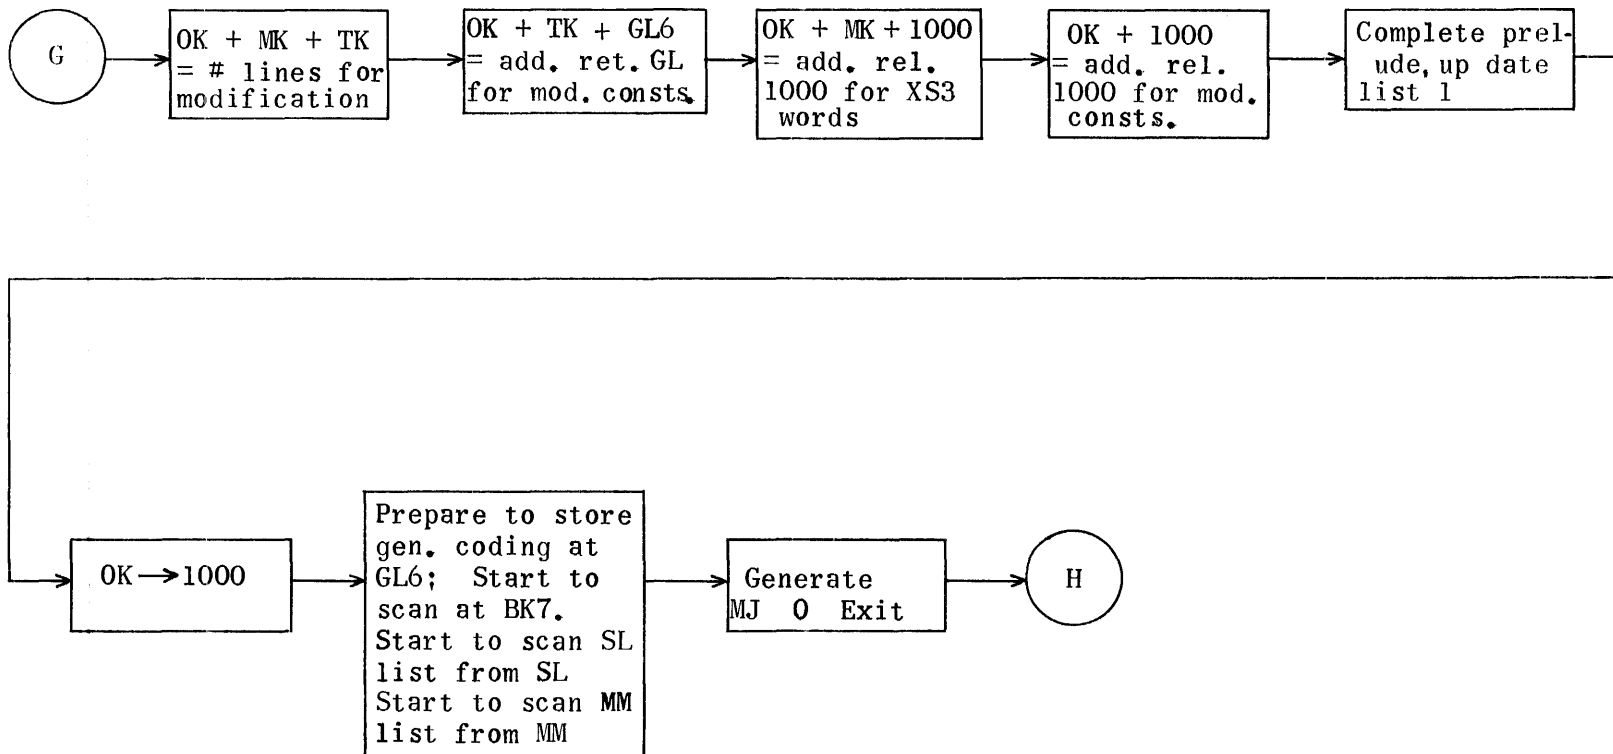 G
OK + MK + TK
= # lines for
modification
OK + TK + GL6
= add. ret. GL
for mod. consts.
OK + MK + 1000
= add. rel.
1000 for XS3
words
OK + 1000
= add. rel.
1000 for mod.
consts.
Complete prel-
ude, up date
list 1
OK → 1000
Prepare to store
gen. coding at
GL6; Start to
scan at BK7.
Start to scan SL
list from SL
Start to scan MM
list from MM
Generate
MJ 0 Exit
H